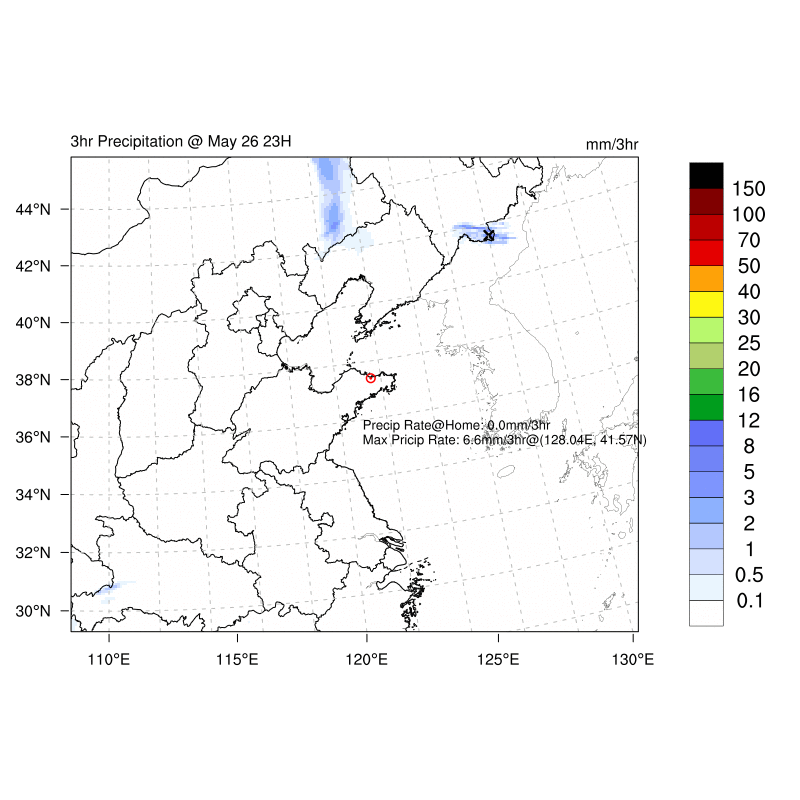 3hr Precipitation @ May 26 23H
mm/3hr
44°N
42°N
40°N
38°N
36°N
34°N
32°N
30°N
110°E
115°E
120°E
125°E
130°E
Precip Rate@Home: 0.0mm/3hr
Max Pricip Rate: 6.6mm/3hr@(128.04E, 41.57N)
150
100
70
50
40
30
25
20
16
12
8
5
3
2
1
0.5
0.1